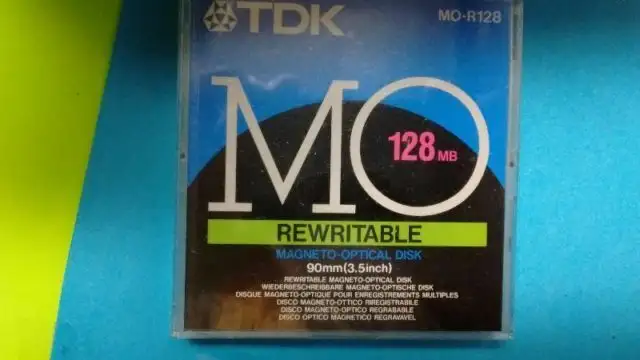 TDK MO-R128
MO
128 MB
REWRITABLE
MAGNETO-OPTICAL DISK
90mm(3.5inch)
REWRITABLE MAGNETO-OPTICAL DISK
WIEDERBESCHREIBBARE MAGNETO-OPTISCHE DISK
DISQUE MAGNETO-OPTIQUE POUR ENREGISTREMENTS MULTIPLES
DISCO MAGNETO-OTTICO RIREGISTRABILE
DISCO MAGNETO-OPTICO REGRABABLE
DISCO OPTICO MAGNETICO REGRAVAVEL